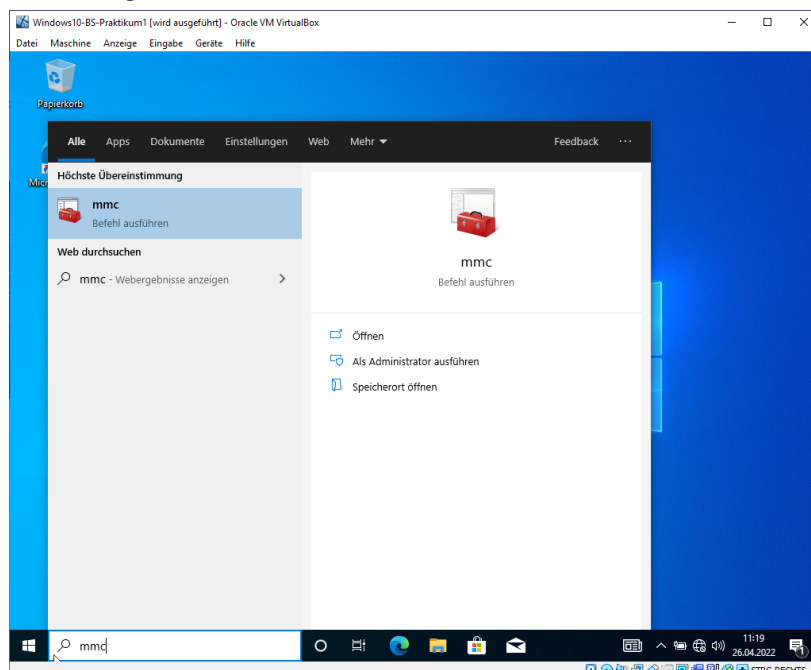 Windows10-BS-Praktikum1 [wird ausgeführt] - Oracle VM VirtualBox
Datei Maschine Anzeige Eingabe Geräte Hilfe
Papierkorb
Alle Apps Dokumente Einstellungen Web Mehr Feedback
Höchste Übereinstimmung
mmc
Befehl ausführen
Web durchsuchen
mmc - Webergebnisse anzeigen
mmc
Befehl ausführen
Öffnen
Als Administrator ausführen
Speicherort öffnen
mmc
11:19
26.04.2022
STRG-RECHTS